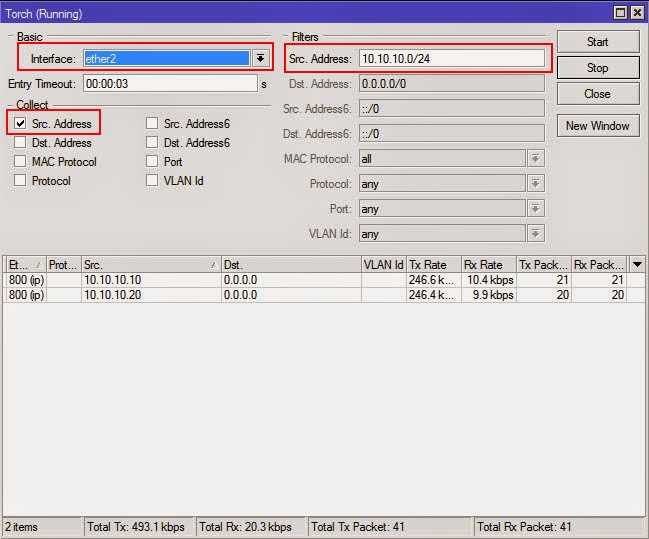 Torch (Running)
Basic
Interface: ether2
Entry Timeout: 00:00:03 s
Collect
Src. Address
Src. Address6
Dst. Address
Dst. Address6
MAC Protocol
Port
Protocol
VLAN Id
Filters
Src. Address: 10.10.10.0/24
Dst. Address: 0.0.0.0/0
Src. Address6: ::/0
Dst. Address6: ::/0
MAC Protocol: all
Protocol: any
Port: any
VLAN Id: any
Start
Stop
Close
New Window
Et... Prot... Src. Dst. VLAN Id Tx Rate Rx Rate Tx Pack... Rx Pack...
800 (ip) 10.10.10.10 0.0.0.0 246.6 k... 10.4 kbps 21 21
800 (ip) 10.10.10.20 0.0.0.0 246.4 k... 9.9 kbps 20 20
2 items Total Tx: 493.1 kbps Total Rx: 20.3 kbps Total Tx Packet: 41 Total Rx Packet: 41